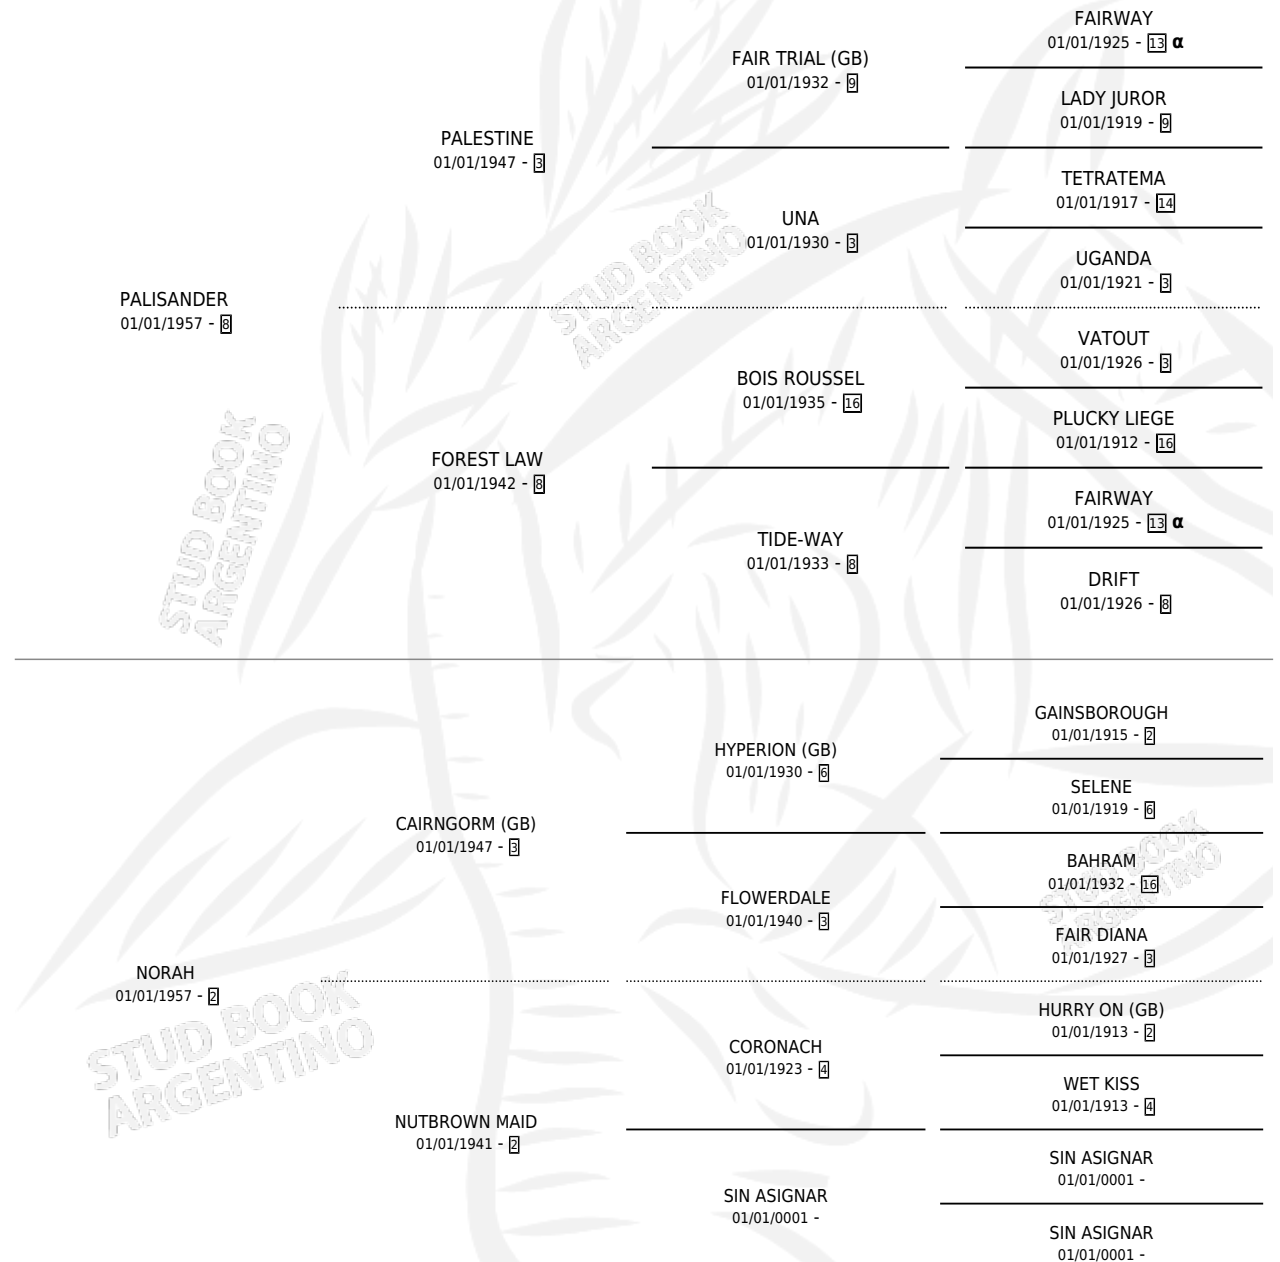 FAIRWAY
01/01/1925 - 13 α
FAIR TRIAL (GB)
01/01/1932 - 9
LADY JUROR
01/01/1919 - 9
PALESTINE
01/01/1947 - 3
TETRATEMA
01/01/1917 - 14
UNA
01/01/1930 - 3
UGANDA
01/01/1921 - 3
PALISANDER
01/01/1957 - 8
VATOUT
01/01/1926 - 3
BOIS ROUSSEL
01/01/1935 - 16
PLUCKY LIEGE
01/01/1912 - 16
FOREST LAW
01/01/1942 - 8
FAIRWAY
01/01/1925 - 13 α
TIDE-WAY
01/01/1933 - 8
DRIFT
01/01/1926 - 8
GAINSBOROUGH
01/01/1915 - 2
HYPERION (GB)
01/01/1930 - 6
SELENE
01/01/1919 - 6
CAIRNGORM (GB)
01/01/1947 - 3
BAHRAM
01/01/1932 - 16
FLOWERDALE
01/01/1940 - 3
FAIR DIANA
01/01/1927 - 3
NORAH
01/01/1957 - 2
HURRY ON (GB)
01/01/1913 - 2
CORONACH
01/01/1923 - 4
WET KISS
01/01/1913 - 4
NUTBROWN MAID
01/01/1941 - 2
SIN ASIGNAR
01/01/0001 -
SIN ASIGNAR
01/01/0001 -
SIN ASIGNAR
01/01/0001 -
STUD BOOK
ARGENTINO
STUD BOOK
ARGENTINO
STUD BOOK
ARGENTINO
STUD BOOK
ARGENTINO